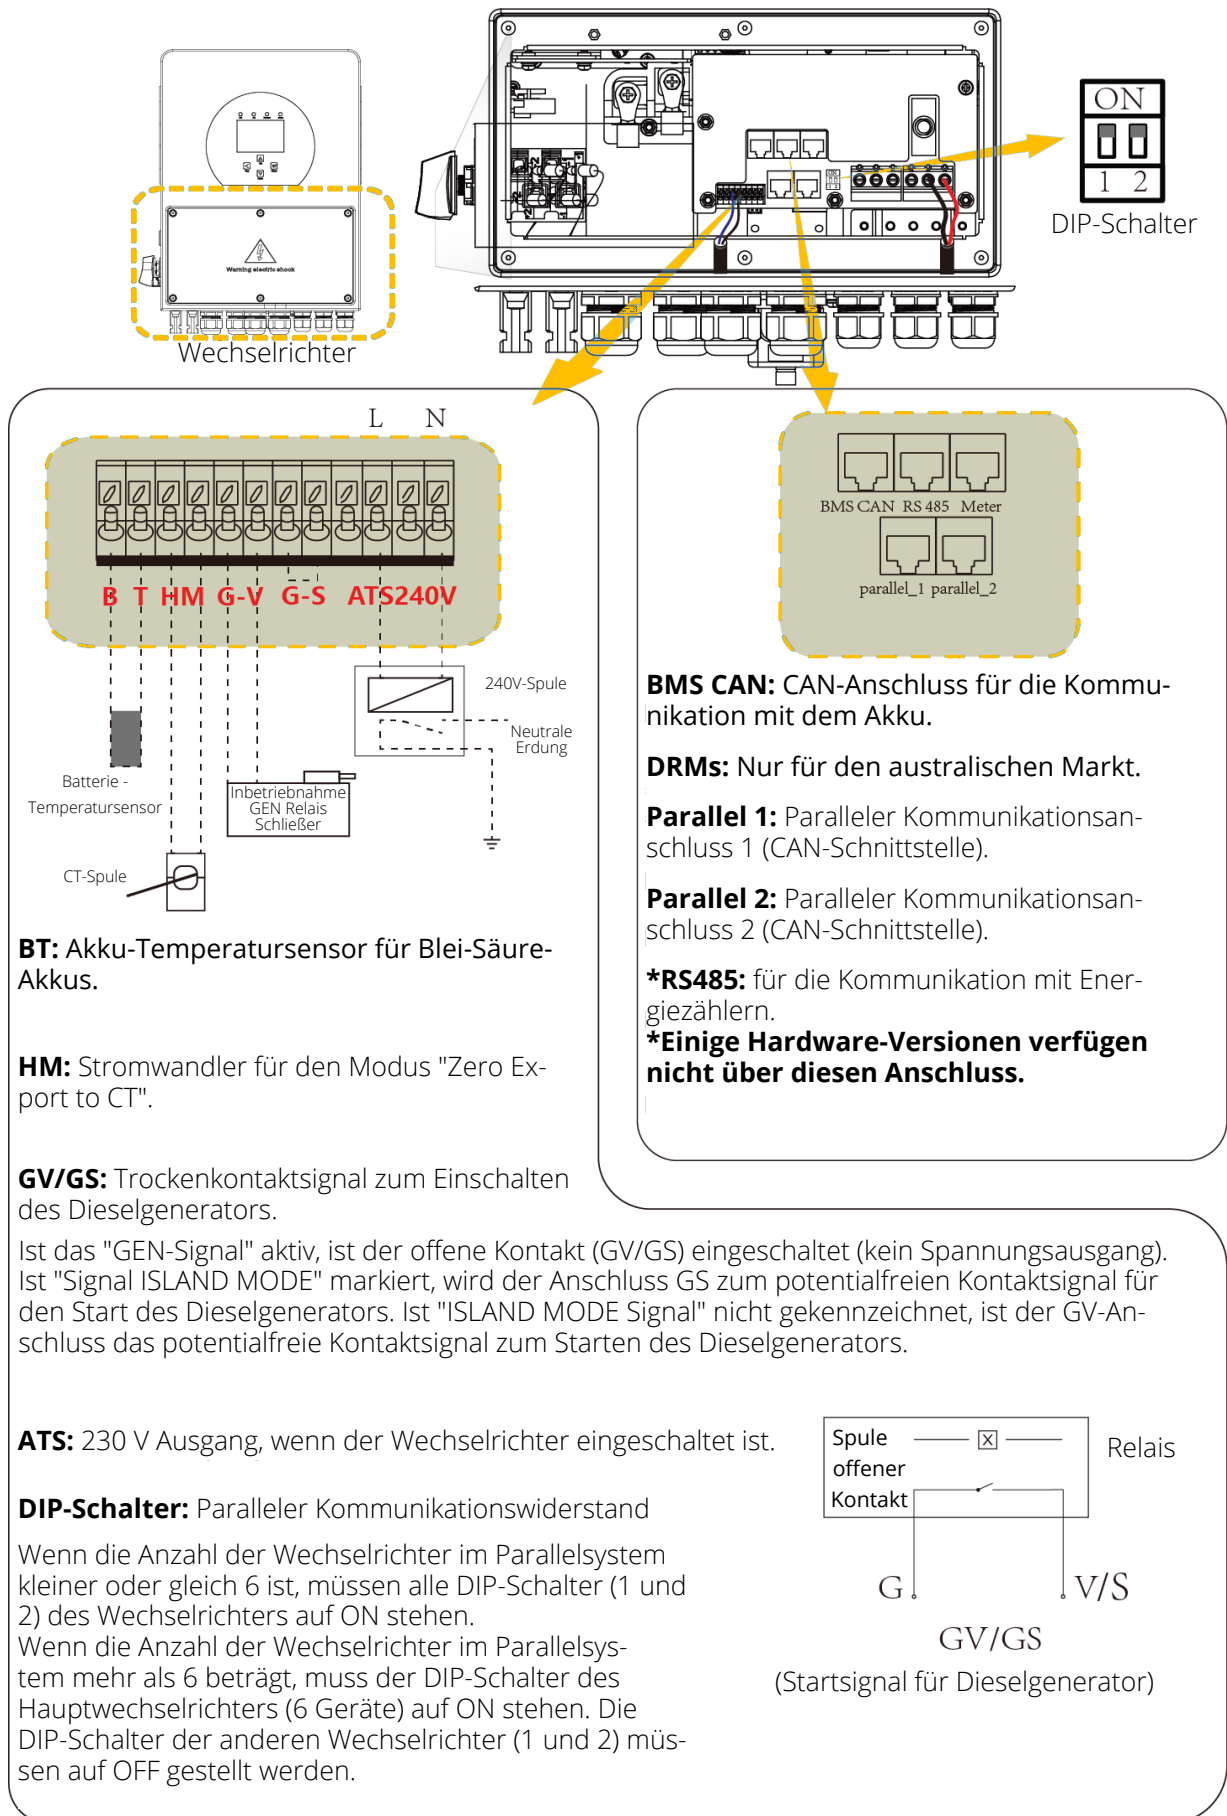 Warning electric shock
Wechselrichter
ON
1 2
DIP-Schalter
L N
B T HM G-V G-S ATS240V
240V-Spule
Neutrale
Erdung
Batterie -
Temperatursensor
Inbetriebnahme
GEN Relais
Schließer
CT-Spule
BT: Akku-Temperatursensor für Blei-Säure-
Akkus.
HM: Stromwandler für den Modus "Zero Ex-
port to CT".
GV/GS: Trockenkontaktsignal zum Einschalten
des Dieselgenerators.
BMS CAN RS 485 Meter
parallel_1 parallel_2
BMS CAN: CAN-Anschluss für die Kommu-
nikation mit dem Akku.
DRMs: Nur für den australischen Markt.
Parallel 1: Paralleler Kommunikationsan-
schluss 1 (CAN-Schnittstelle).
Parallel 2: Paralleler Kommunikationsan-
schluss 2 (CAN-Schnittstelle).
*RS485: für die Kommunikation mit Ener-
giezählern.
*Einige Hardware-Versionen verfügen
nicht über diesen Anschluss.
Ist das "GEN-Signal" aktiv, ist der offene Kontakt (GV/GS) eingeschaltet (kein Spannungsausgang).
Ist "Signal ISLAND MODE" markiert, wird der Anschluss GS zum potentialfreien Kontaktsignal für
den Start des Dieselgenerators. Ist "ISLAND MODE Signal" nicht gekennzeichnet, ist der GV-An-
schluss das potentialfreie Kontaktsignal zum Starten des Dieselgenerators.
ATS: 230 V Ausgang, wenn der Wechselrichter eingeschaltet ist.
DIP-Schalter: Paralleler Kommunikationswiderstand
Wenn die Anzahl der Wechselrichter im Parallelsystem
kleiner oder gleich 6 ist, müssen alle DIP-Schalter (1 und
2) des Wechselrichters auf ON stehen.
Wenn die Anzahl der Wechselrichter im Parallelsys-
tem mehr als 6 beträgt, muss der DIP-Schalter des
Hauptwechselrichters (6 Geräte) auf ON stehen. Die
DIP-Schalter der anderen Wechselrichter (1 und 2) müs-
sen auf OFF gestellt werden.
Spule
offener
Kontakt
X
Relais
G V/S
GV/GS
(Startsignal für Dieselgenerator)